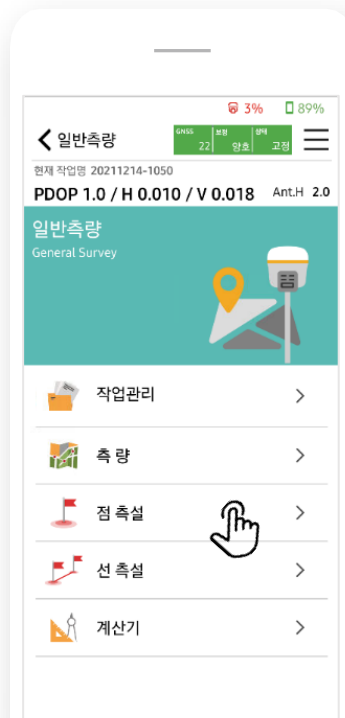 3% 89%
일반측량
GNSS 22 보정 양호 상태 고정
현재 작업명 20211214-1050
PDOP 1.0 / H 0.010 / V 0.018 Ant.H 2.0
일반측량
General Survey
작업관리
측 량
점 측설
선 측설
계산기